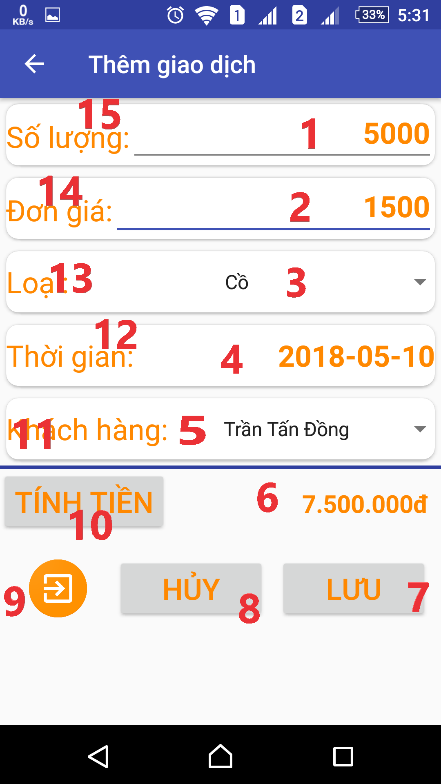 0 KB/s 1 2 33% 5:31
Thêm giao dịch
15
Số lượng: 1 5000
14
Đơn giá: 2 1500
Loại: 13 Cồ 3
12
Thời gian: 4 2018-05-10
Khách hàng: 11 5 Trần Tấn Đồng
TÍNH TIỀN 6 7.500.000đ
10
9 HỦY 8 LƯU 7